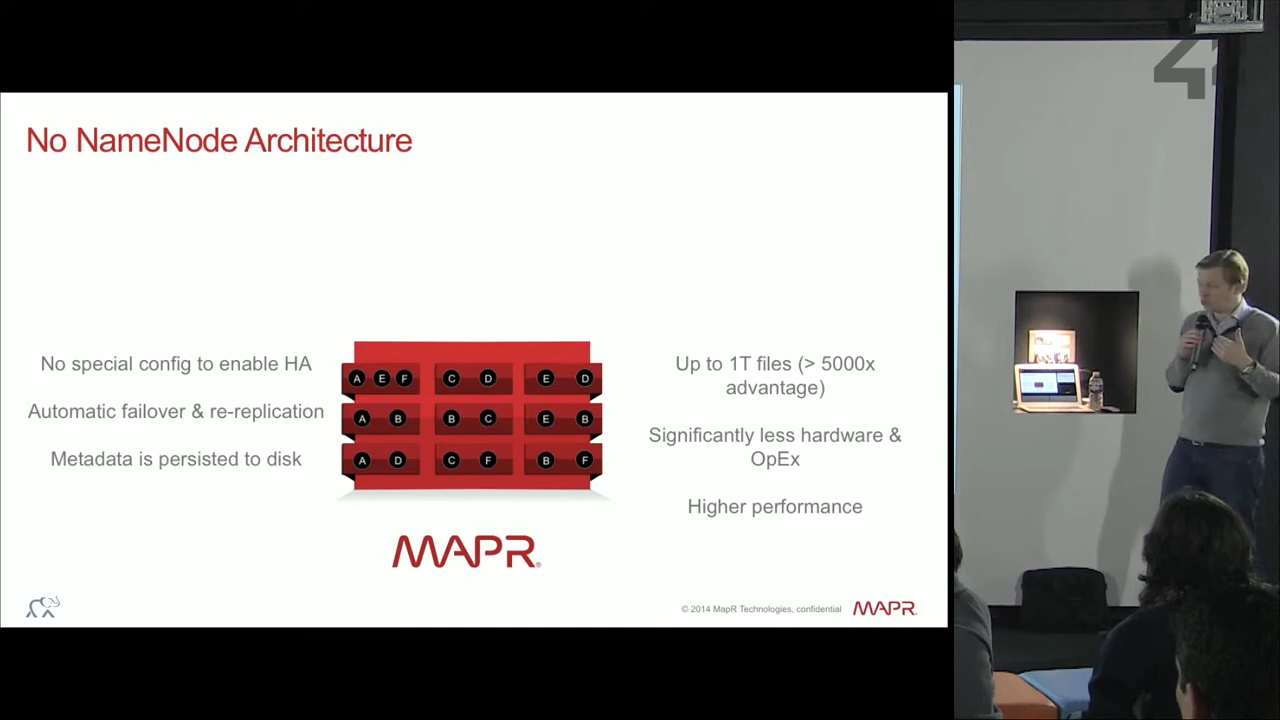 No NameNode Architecture
No special config to enable HA
Automatic failover & re-replication
Metadata is persisted to disk
A E F C D E D
A B B C E B
A D C F B F
MAPR®
Up to 1T files (> 5000x
advantage)
Significantly less hardware &
OpEx
Higher performance
© 2014 MapR Technologies, confidential
MAPR
42